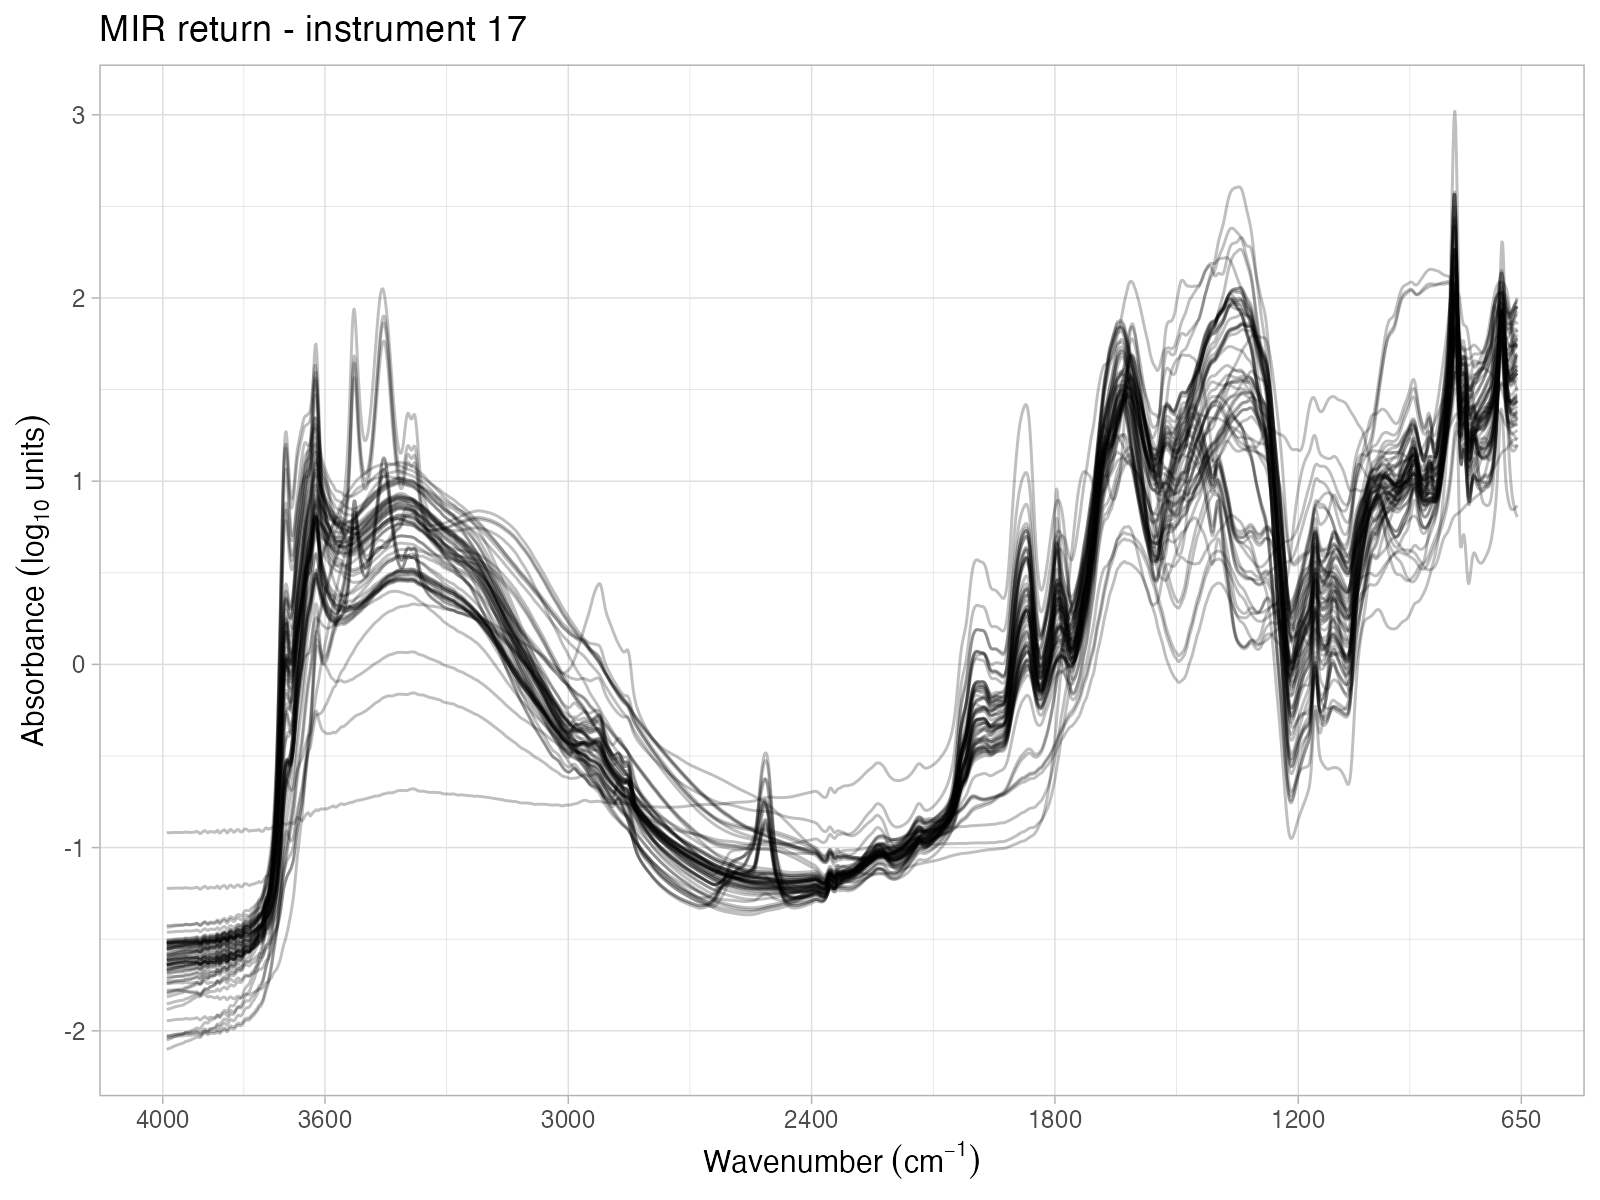 MIR return - instrument 17
Absorbance (log₁₀ units)
3
2
1
0
-1
-2
4000 3600 3000 2400 1800 1200 650
Wavenumber (cm⁻¹)